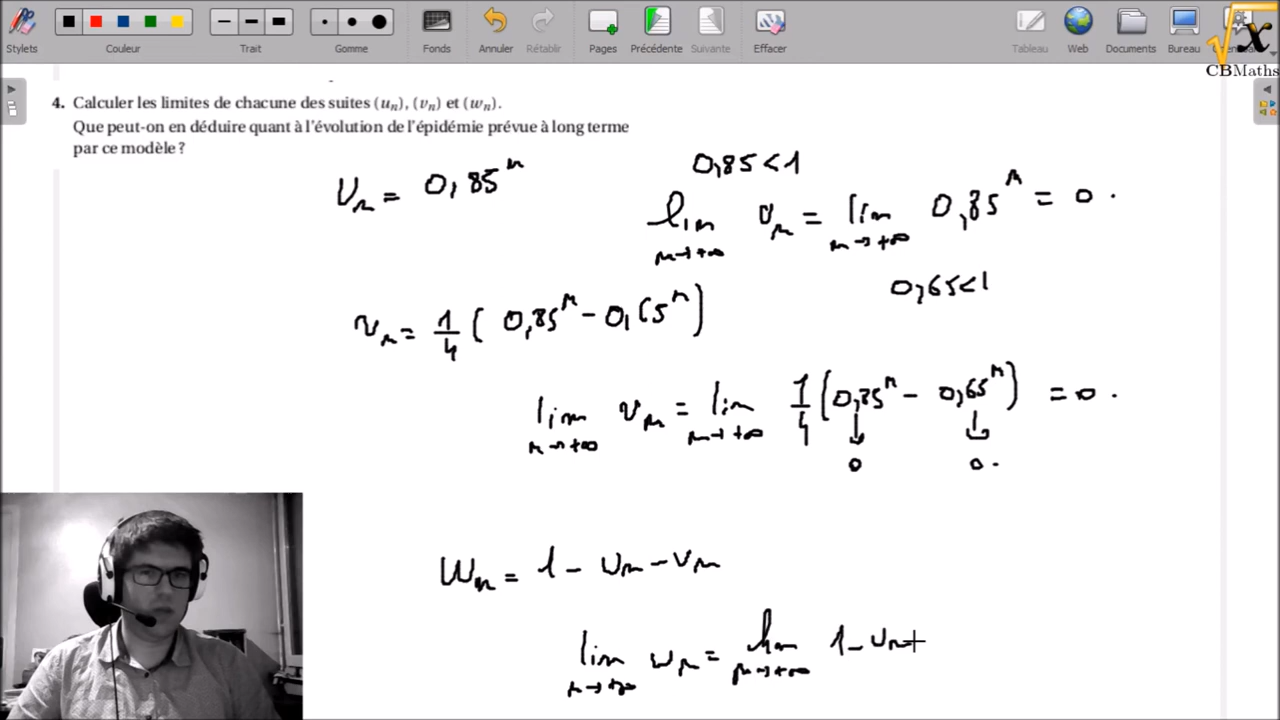 Stylets Couleur Trait Gomme Fonds Annuler Rétablir Pages Précédente Suivante Effacer Tableau Web Documents Bureau
CBMaths
4. Calculer les limites de chacune des suites (uₙ), (vₙ) et (wₙ).
Que peut-on en déduire quant à l'évolution de l'épidémie prévue à long terme
par ce modèle ?
0,85 < 1
Uₙ = 0,85ⁿ
lim n→+∞ vₙ = lim n→+∞ 0,85ⁿ = 0.
0,65<1
vₙ = 1/4 ( 0,85ⁿ - 0,65ⁿ)
lim n→+∞ vₙ = lim n→+∞ 1/4 (0,85ⁿ - 0,65ⁿ) = 0.
↓ ↓
0 0.
Wₙ = 1 - Uₙ - Vₙ
lim n→+∞ wₙ = lim n→+∞ 1 - Uₙ +